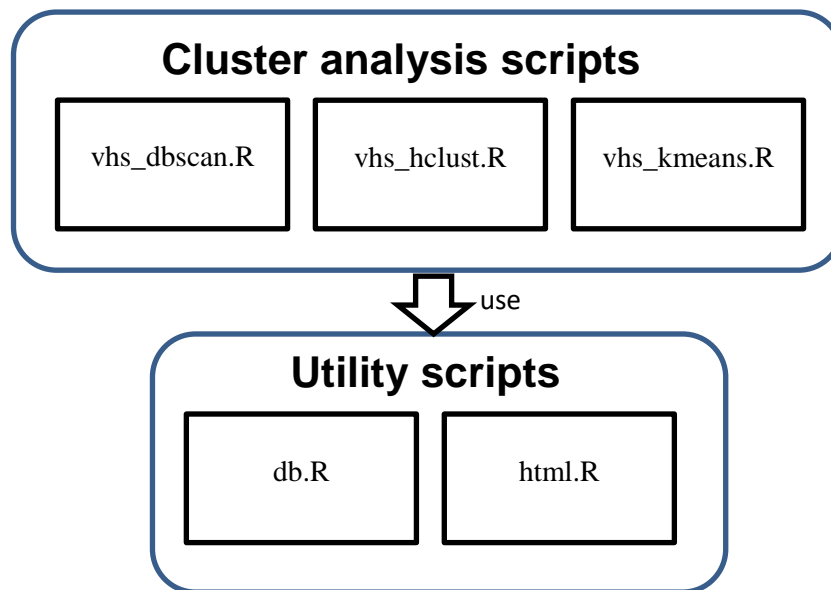 Cluster analysis scripts
vhs_dbscan.R vhs_hclust.R vhs_kmeans.R
use
Utility scripts
db.R html.R